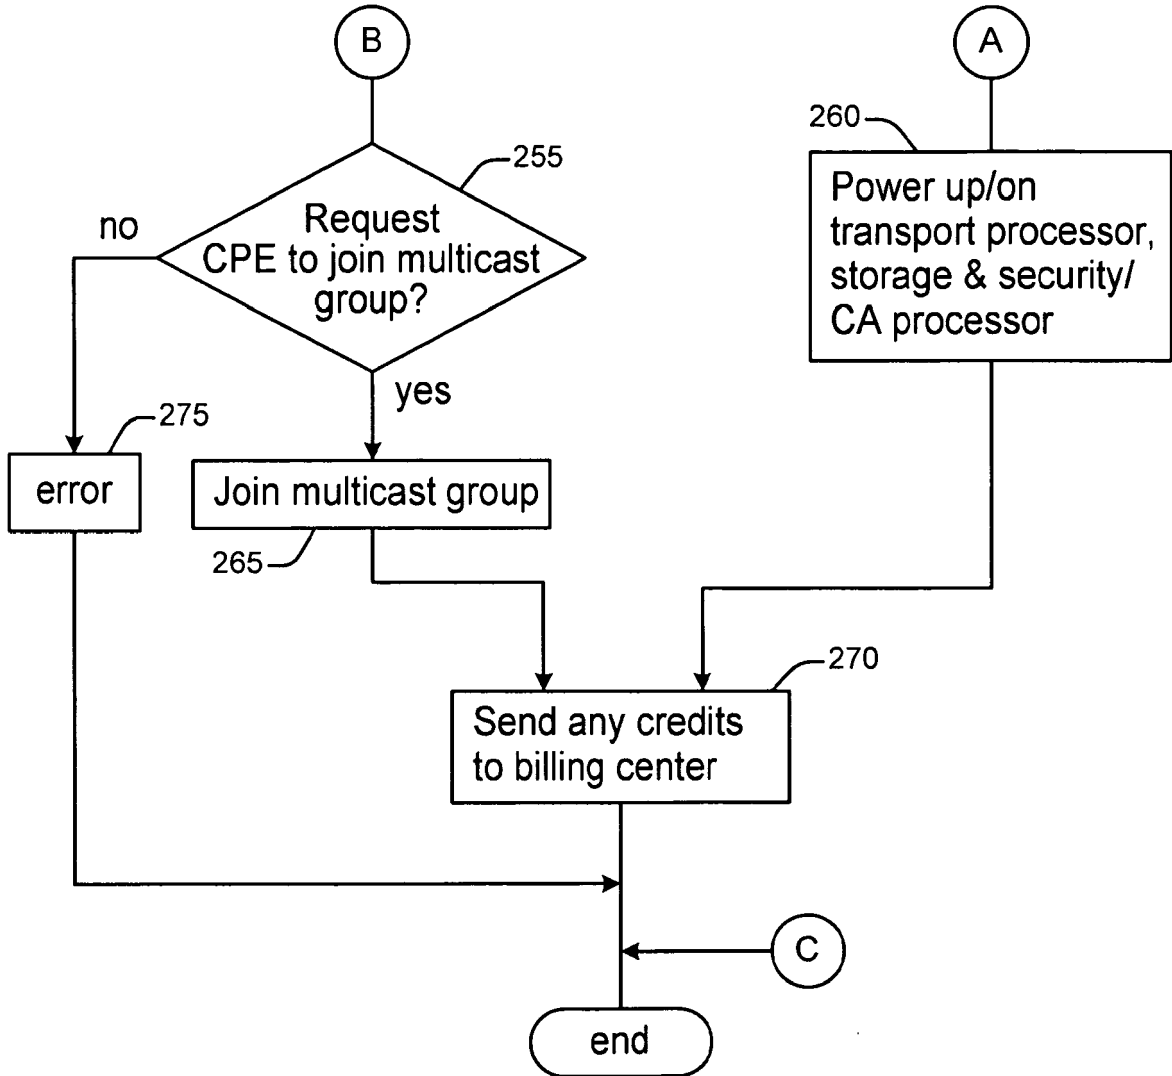 B
A
260
255
Power up/on
transport processor,
storage & security/
CA processor
no
Request
CPE to join multicast
group?
yes
275
error
Join multicast group
265
270
Send any credits
to billing center
C
end